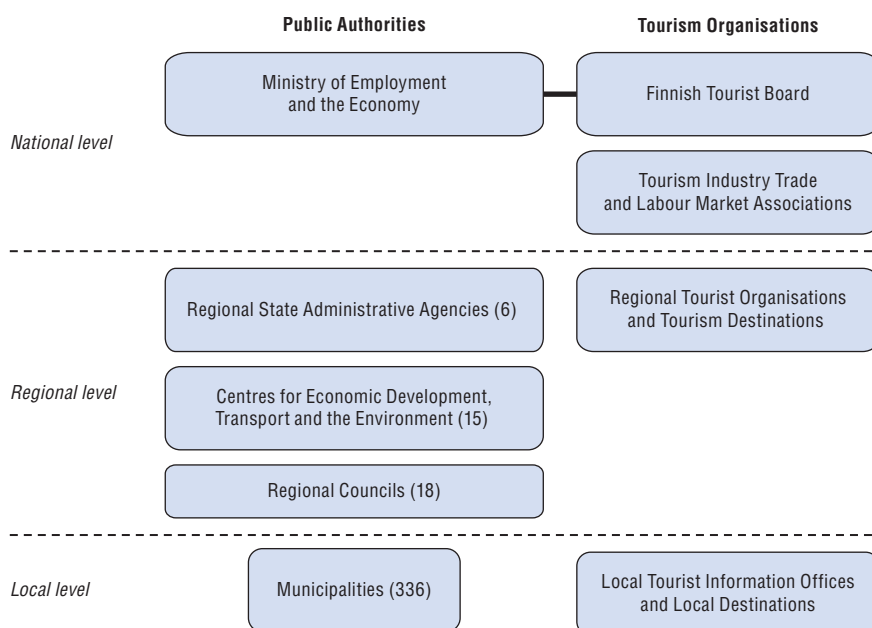 Public Authorities
Tourism Organisations
National level
Ministry of Employment
and the Economy
Finnish Tourist Board
Tourism Industry Trade
and Labour Market Associations
Regional level
Regional State Administrative Agencies (6)
Regional Tourist Organisations
and Tourism Destinations
Centres for Economic Development,
Transport and the Environment (15)
Regional Councils (18)
Local level
Municipalities (336)
Local Tourist Information Offices
and Local Destinations